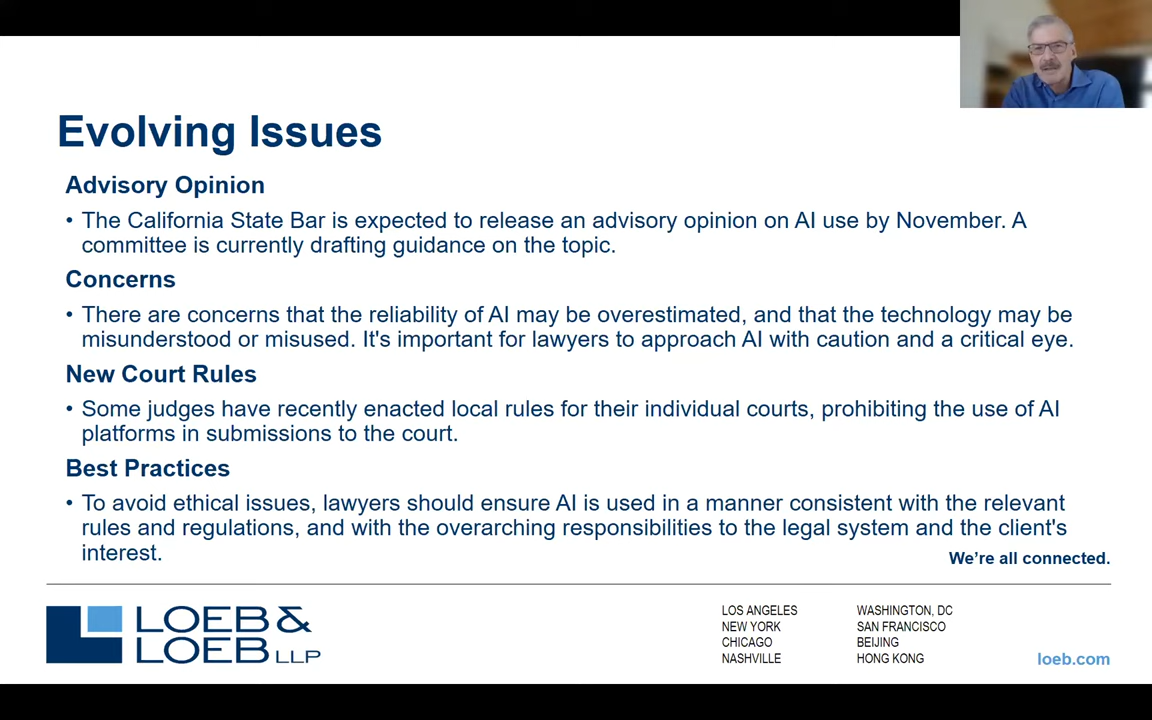 Evolving Issues
Advisory Opinion
• The California State Bar is expected to release an advisory opinion on AI use by November. A
committee is currently drafting guidance on the topic.
Concerns
• There are concerns that the reliability of AI may be overestimated, and that the technology may be
misunderstood or misused. It's important for lawyers to approach AI with caution and a critical eye.
New Court Rules
• Some judges have recently enacted local rules for their individual courts, prohibiting the use of AI
platforms in submissions to the court.
Best Practices
• To avoid ethical issues, lawyers should ensure AI is used in a manner consistent with the relevant
rules and regulations, and with the overarching responsibilities to the legal system and the client's
interest.
We’re all connected.
LOEB &
LOEB LLP
LOS ANGELES
NEW YORK
CHICAGO
NASHVILLE
WASHINGTON, DC
SAN FRANCISCO
BEIJING
HONG KONG
loeb.com